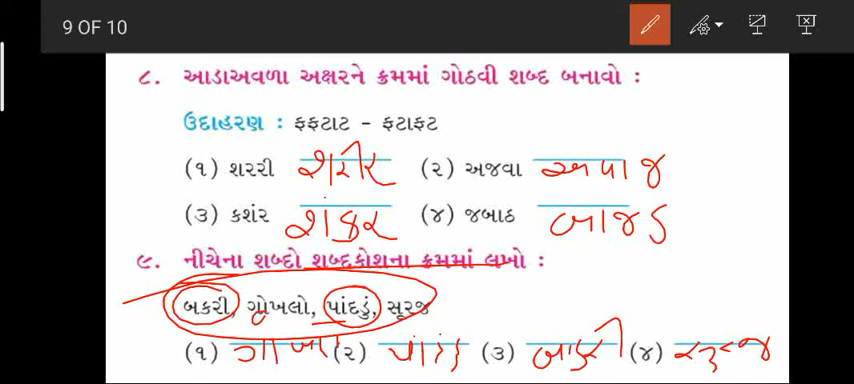 9 OF 10
૮. આડાઅવળા અક્ષરને ક્રમમાં ગોઠવી શબ્દ બનાવો :
ઉદાહરણ : ફફટાટ - ફટાફટ
(૧) શરરી શરીર (૨) અજવા અવાજ
(૩) કશંર શંકર (૪) જબાઠ બાજઠ
૯. નીચેના શબ્દો શબ્દકોશના ક્રમમાં લખો :
બકરી, ગોખલો, પાંદડું, સૂરજ
(૧) (૨) (૩) બકરી (૪) સૂરજ